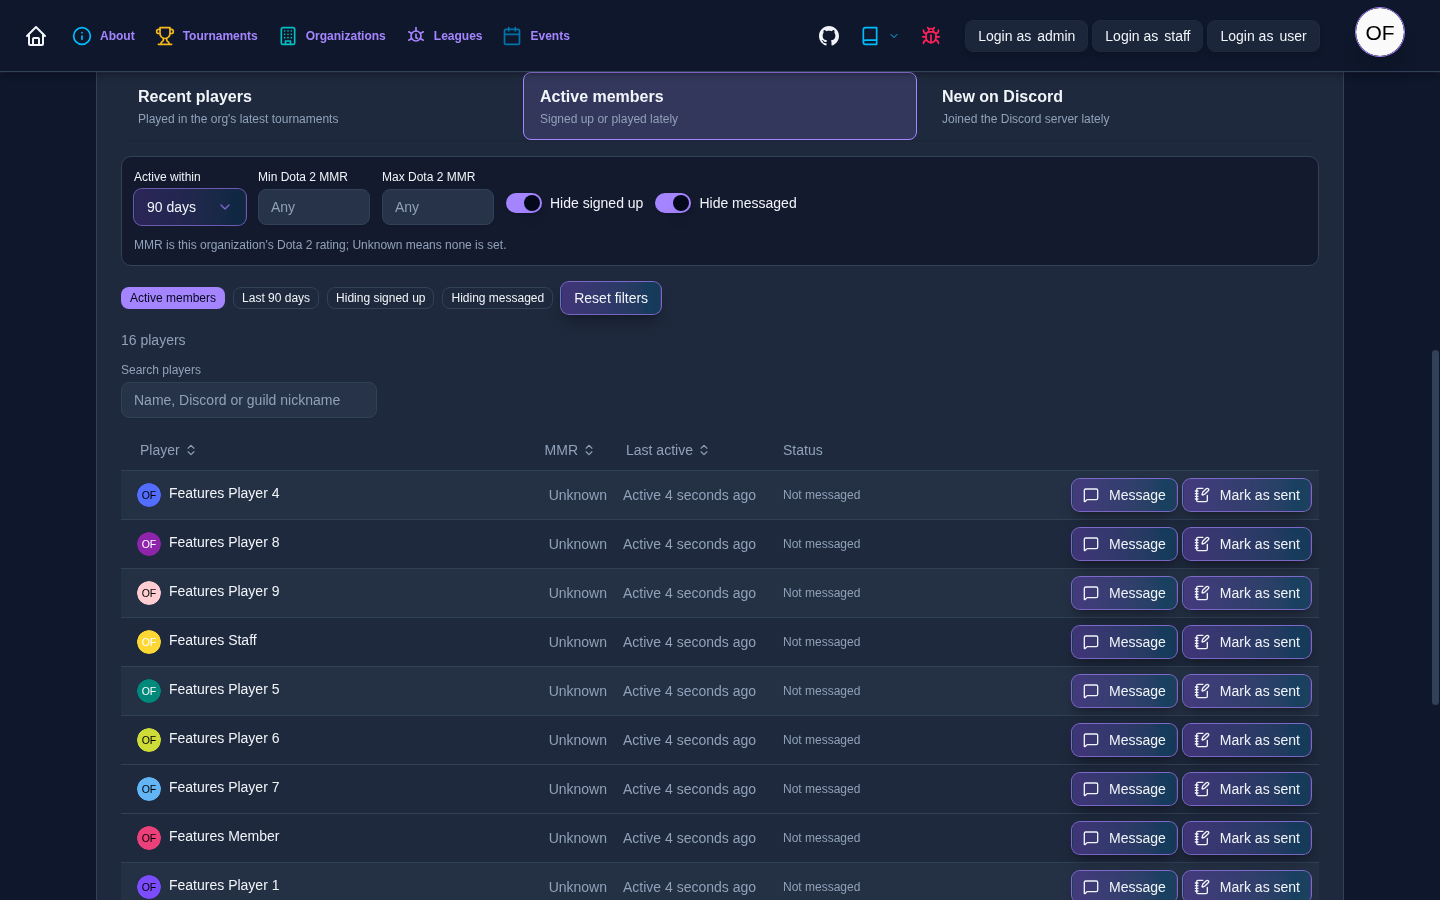 About
Tournaments
Organizations
Leagues
Events
Login as admin
Login as staff
Login as user
OF
Recent players
Played in the org's latest tournaments
Active members
Signed up or played lately
New on Discord
Joined the Discord server lately
Active within
Min Dota 2 MMR
Max Dota 2 MMR
90 days
Any
Any
Hide signed up
Hide messaged
MMR is this organization's Dota 2 rating; Unknown means none is set.
Active members
Last 90 days
Hiding signed up
Hiding messaged
Reset filters
16 players
Search players
Name, Discord or guild nickname
Player
MMR
Last active
Status
OF Features Player 4 Unknown Active 4 seconds ago Not messaged Message Mark as sent
OF Features Player 8 Unknown Active 4 seconds ago Not messaged Message Mark as sent
OF Features Player 9 Unknown Active 4 seconds ago Not messaged Message Mark as sent
OF Features Staff Unknown Active 4 seconds ago Not messaged Message Mark as sent
OF Features Player 5 Unknown Active 4 seconds ago Not messaged Message Mark as sent
OF Features Player 6 Unknown Active 4 seconds ago Not messaged Message Mark as sent
OF Features Player 7 Unknown Active 4 seconds ago Not messaged Message Mark as sent
OF Features Member Unknown Active 4 seconds ago Not messaged Message Mark as sent
OF Features Player 1 Unknown Active 4 seconds ago Not messaged Message Mark as sent